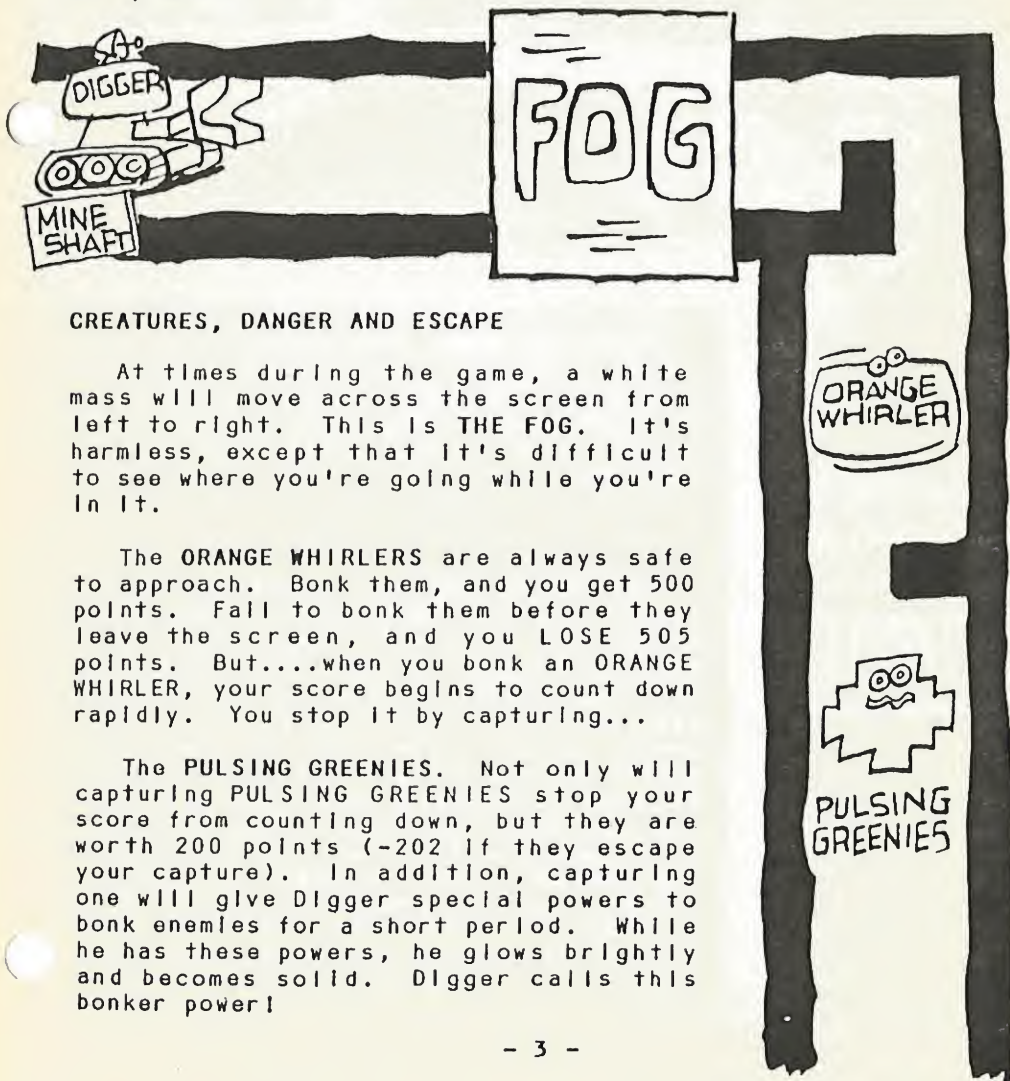 DIGGER
MINE
SHAFT
FOG
CREATURES, DANGER AND ESCAPE
At times during the game, a white
mass will move across the screen from
left to right. This is THE FOG. It's
harmless, except that it's difficult
to see where you're going while you're
in it.
The ORANGE WHIRLERS are always safe
to approach. Bonk them, and you get 500
points. Fail to bonk them before they
leave the screen, and you LOSE 505
points. But....when you bonk an ORANGE
WHIRLER, your score begins to count down
rapidly. You stop it by capturing...
The PULSING GREENIES. Not only will
capturing PULSING GREENIES stop your
score from counting down, but they are
worth 200 points (-202 if they escape
your capture). In addition, capturing
one will give Digger special powers to
bonk enemies for a short period. While
he has these powers, he glows brightly
and becomes solid. Digger calls this
bonker power!
ORANGE
WHIRLER
PULSING
GREENIES
- 3 -